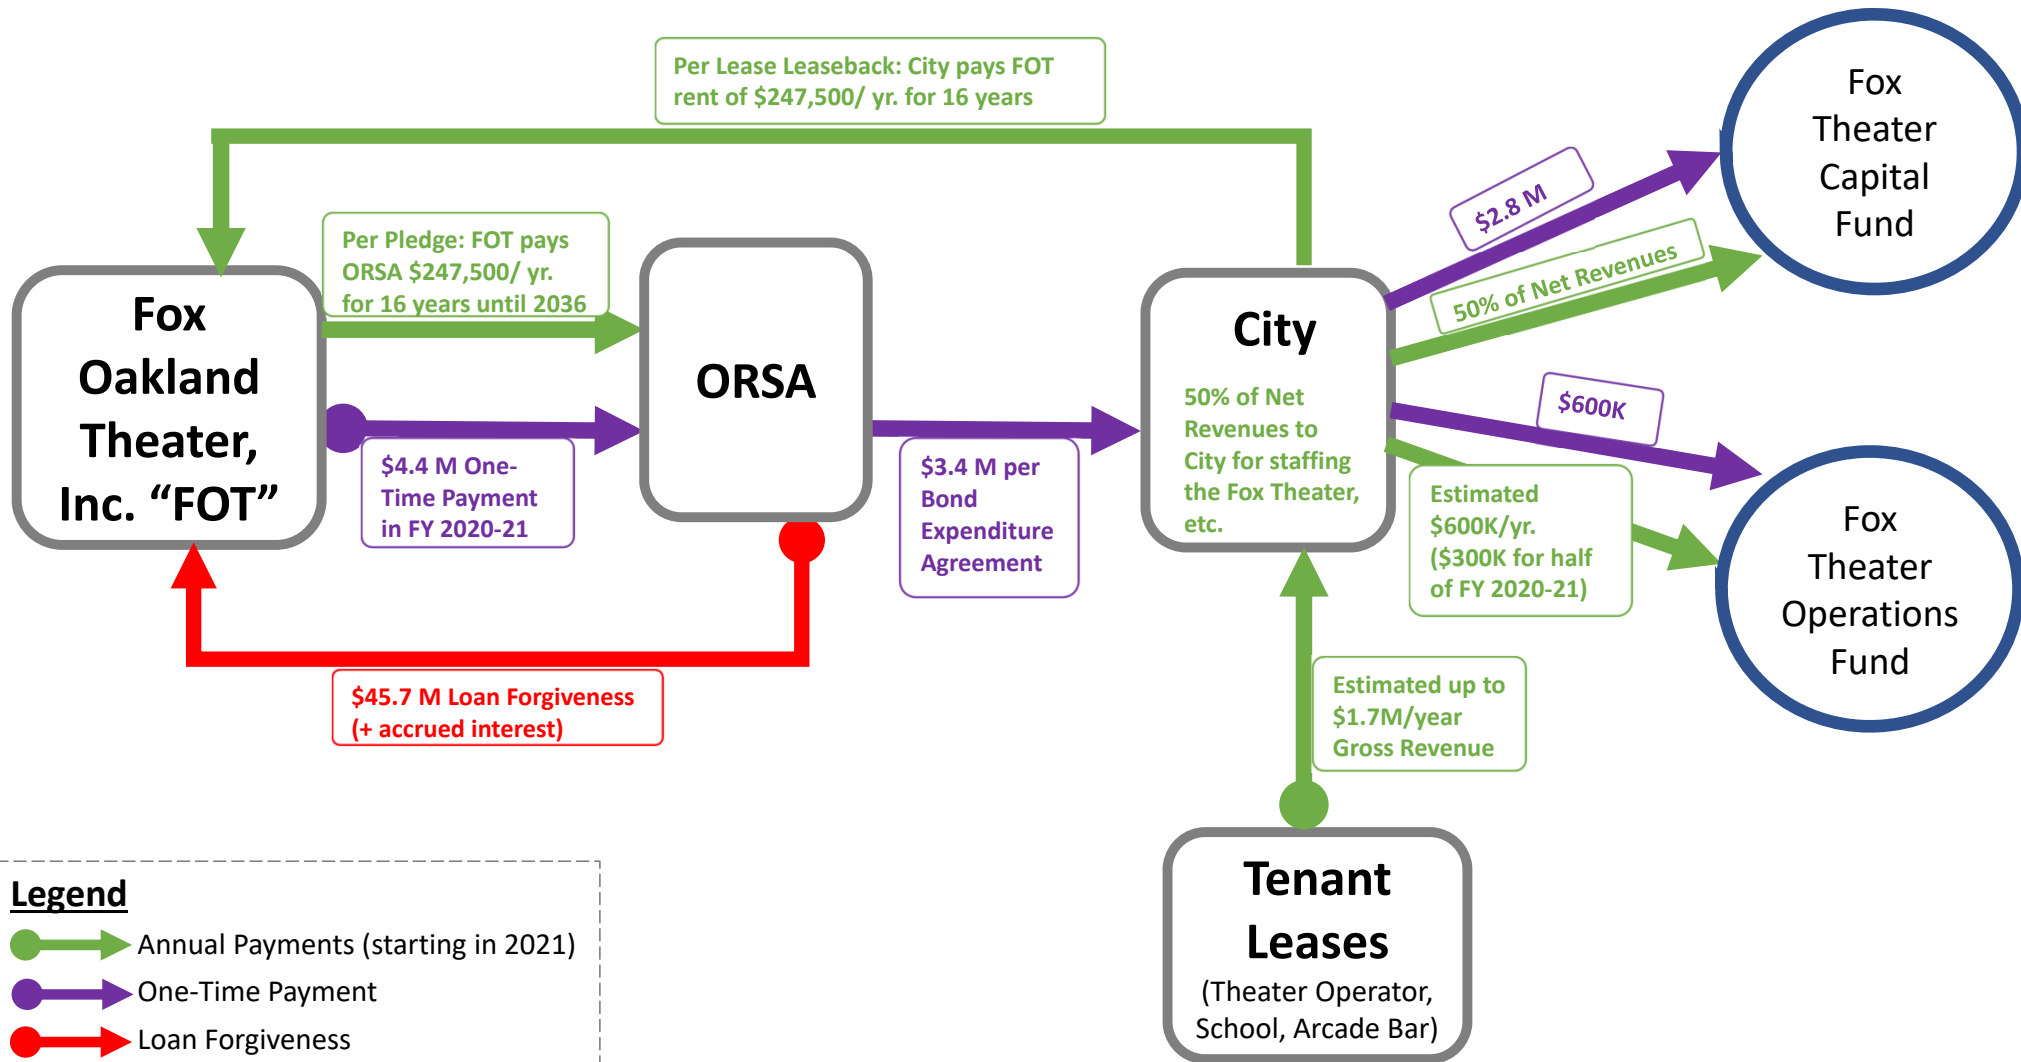 Per Lease Leaseback: City pays FOT
rent of $247,500/ yr. for 16 years
Fox
Theater
Capital
Fund
$2.8 M
50% of Net Revenues
Per Pledge: FOT pays
ORSA $247,500/ yr.
for 16 years until 2036
Fox
Oakland
Theater,
Inc. “FOT”
ORSA
City
50% of Net
Revenues to
City for staffing
the Fox Theater,
etc.
$600K
$4.4 M One-
Time Payment
in FY 2020-21
$3.4 M per
Bond
Expenditure
Agreement
Estimated
$600K/yr.
($300K for half
of FY 2020-21)
Fox
Theater
Operations
Fund
$45.7 M Loan Forgiveness
(+ accrued interest)
Estimated up to
$1.7M/year
Gross Revenue
Tenant
Leases
(Theater Operator,
School, Arcade Bar)
Legend
Annual Payments (starting in 2021)
One-Time Payment
Loan Forgiveness